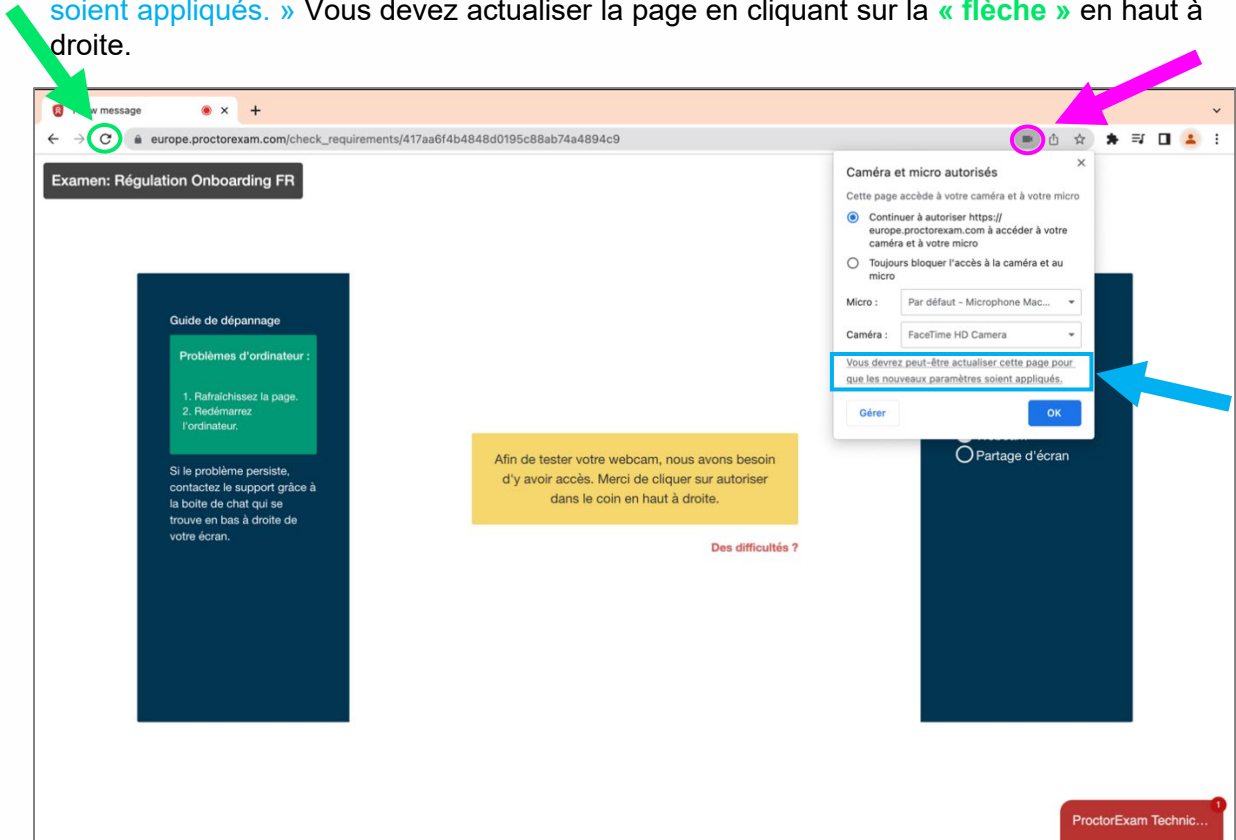 soient appliqués. » Vous devez actualiser la page en cliquant sur la « flèche » en haut à
droite.
message
europe.proctorexam.com/check_requirements/417aa6f4b4848d0195c88ab74a4894c9
Examen: Régulation Onboarding FR
Caméra et micro autorisés
Cette page accède à votre caméra et à votre micro
Continuer à autoriser https://
europe.proctorexam.com à accéder à votre
caméra et à votre micro
Toujours bloquer l'accès à la caméra et au
micro
Micro :
Par défaut - Microphone Mac...
Caméra :
FaceTime HD Camera
Vous devrez peut-être actualiser cette page pour
que les nouveaux paramètres soient appliqués.
Gérer
OK
Guide de dépannage
Problèmes d'ordinateur :
1. Rafraîchissez la page.
2. Redémarrez
l'ordinateur.
Si le problème persiste,
contactez le support grâce à
la boite de chat qui se
trouve en bas à droite de
votre écran.
Afin de tester votre webcam, nous avons besoin
d'y avoir accès. Merci de cliquer sur autoriser
dans le coin en haut à droite.
Des difficultés ?
Partage d'écran
ProctorExam Technic...
1